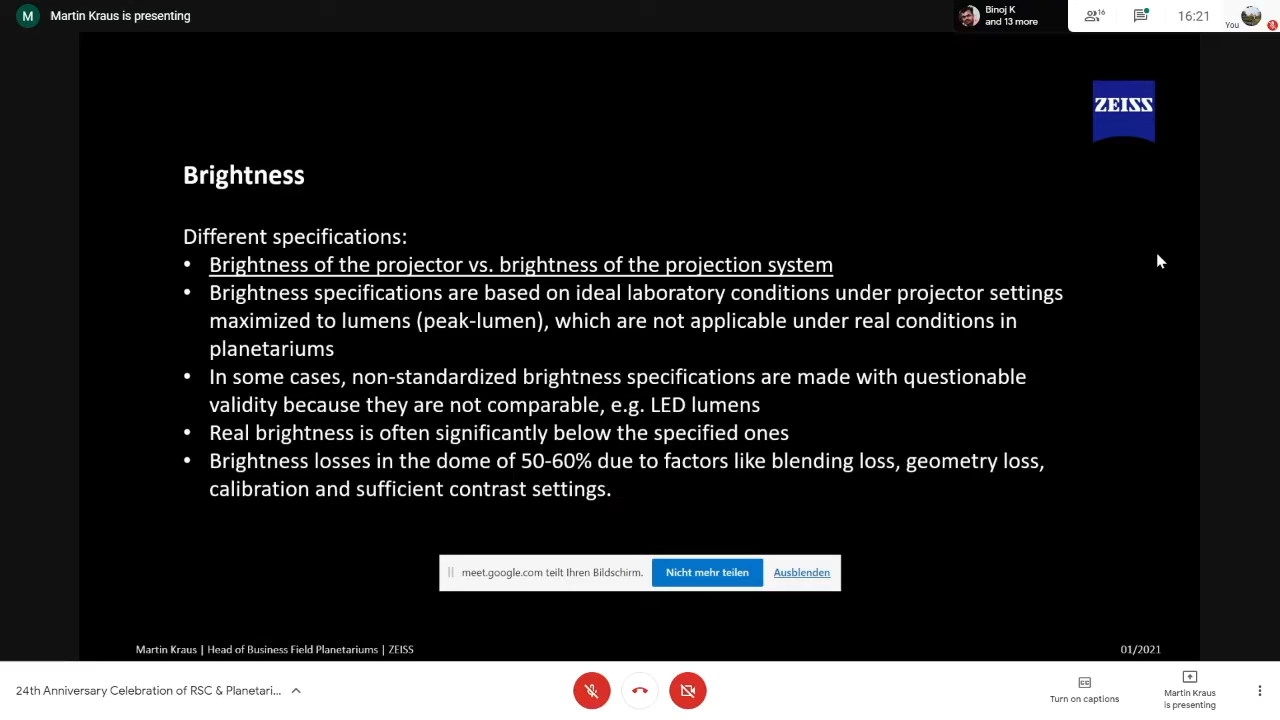 M Martin Kraus is presenting
Binoj K
and 13 more
16
16:21
You
ZEISS
Brightness
Different specifications:
• Brightness of the projector vs. brightness of the projection system
• Brightness specifications are based on ideal laboratory conditions under projector settings
maximized to lumens (peak-lumen), which are not applicable under real conditions in
planetariums
• In some cases, non-standardized brightness specifications are made with questionable
validity because they are not comparable, e.g. LED lumens
• Real brightness is often significantly below the specified ones
• Brightness losses in the dome of 50-60% due to factors like blending loss, geometry loss,
calibration and sufficient contrast settings.
meet.google.com teilt Ihren Bildschirm. Nicht mehr teilen Ausblenden
Martin Kraus | Head of Business Field Planetariums | ZEISS
01/2021
24th Anniversary Celebration of RSC & Planetari...
Turn on captions
Martin Kraus
is presenting